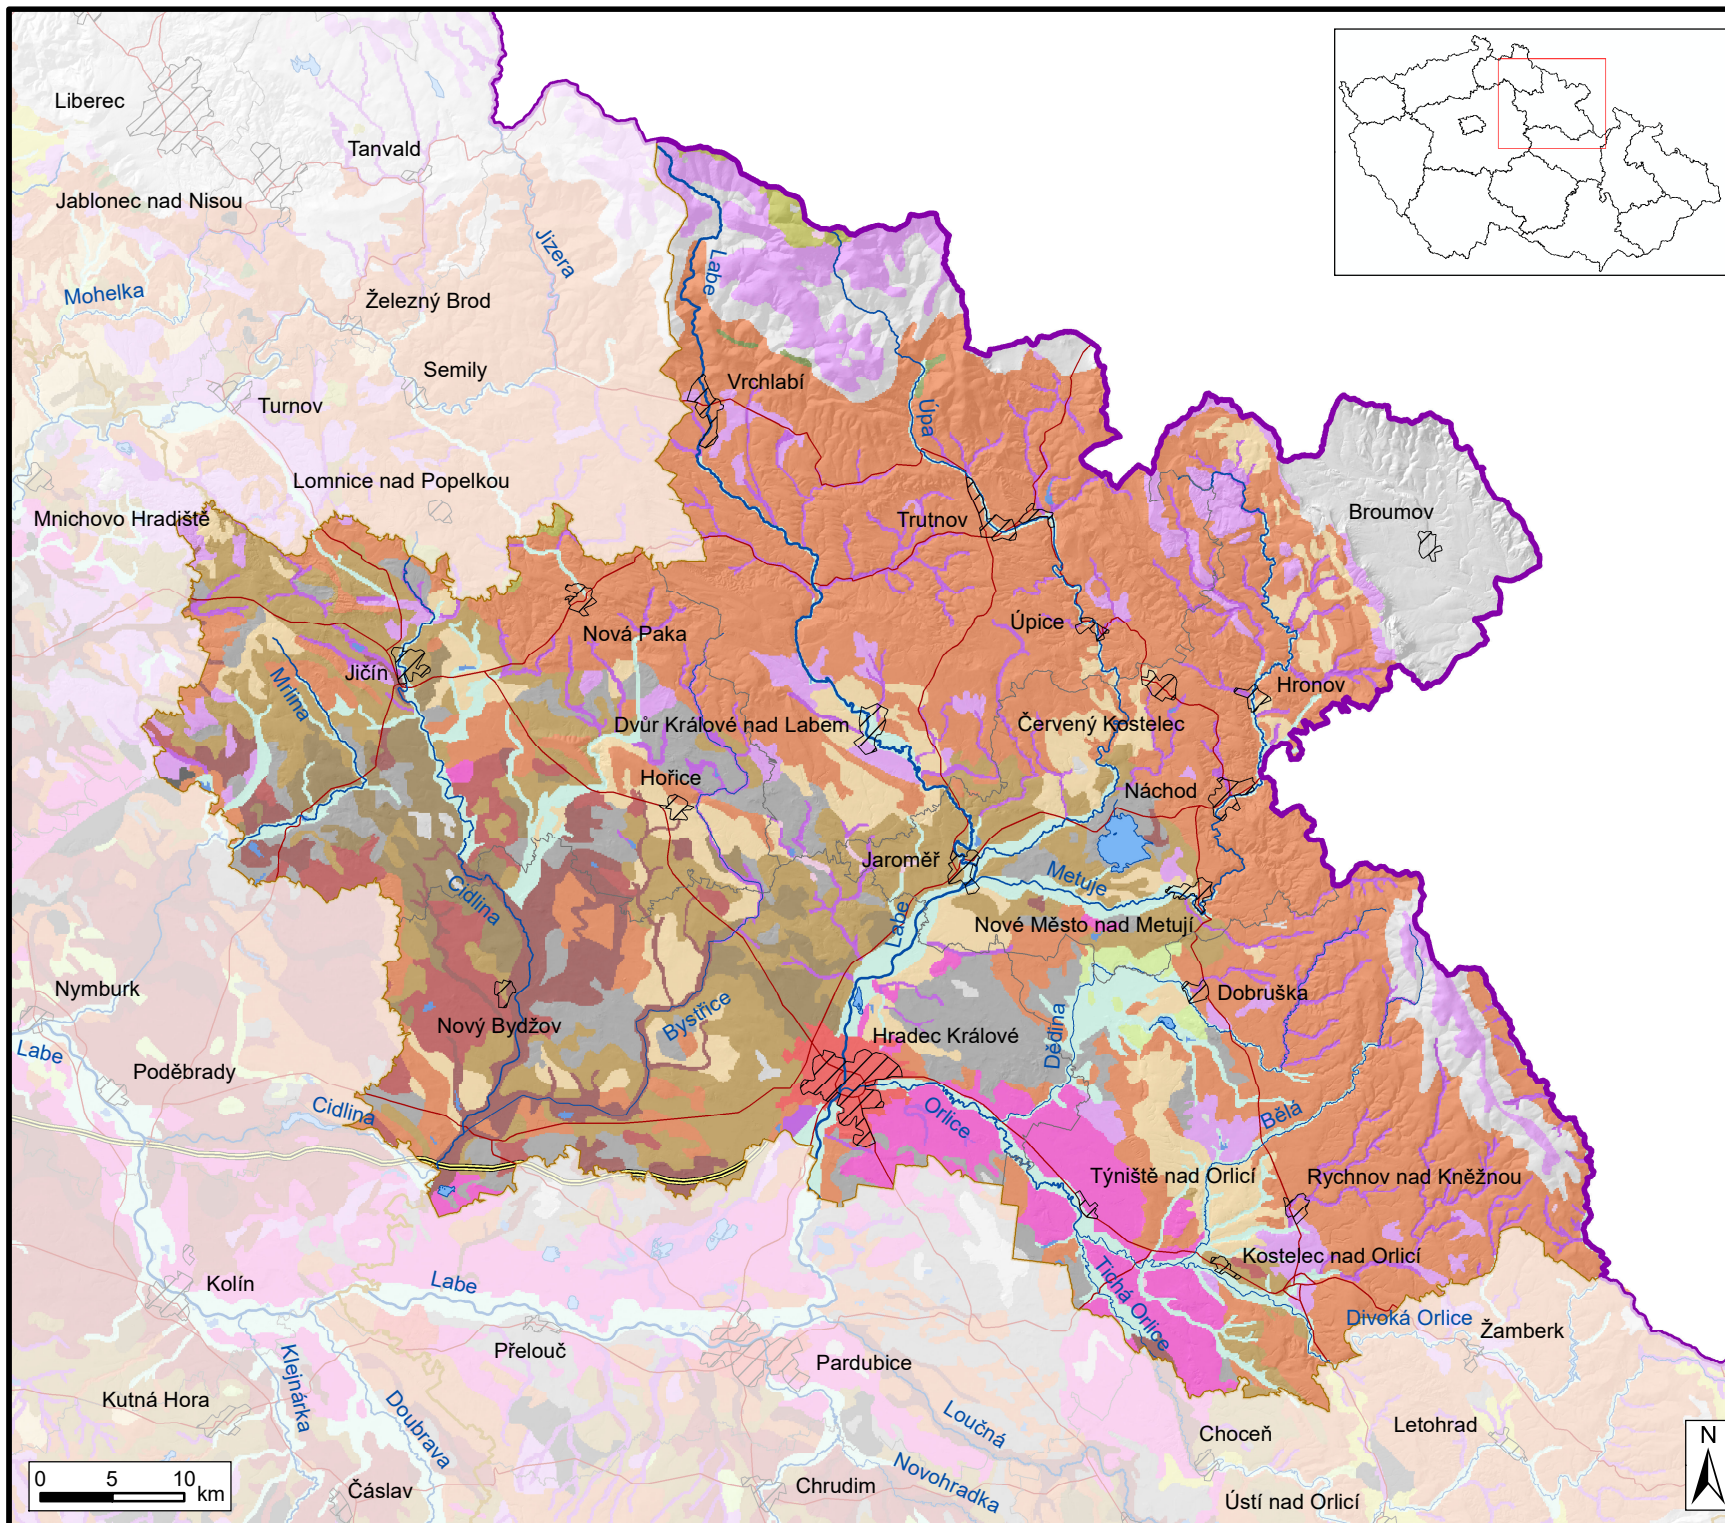 Liberec
Tanvald
Jablonec nad Nisou
Jizera
Labe
Mohelka
Železný Brod
Semily
Vrchlabí
Turnov
Úpa
Lomnice nad Popelkou
Mnichovo Hradiště
Trutnov
Broumov
Nová Paka
Úpice
Jičín
Mrlina
Hronov
Dvůr Králové nad Labem
Červený Kostelec
Hořice
Náchod
Jaroměř
Metuje
Cidlina
Labe
Nové Město nad Metují
Nymburk
Dobruška
Nový Bydžov
Bystřice
Hradec Králové
Dědina
Labe
Poděbrady
Cidlina
Orlice
Bělá
Týniště nad Orlicí
Rychnov nad Kněžnou
Kostelec nad Orlicí
Kolín
Labe
Tichá Orlice
Divoká Orlice
Žamberk
Přelouč
Pardubice
Klejnárka
Kutná Hora
Doubrava
Loučná
Choceň
Letohrad
N
Novohradka
0 5 10 km
Čáslav
Chrudim
Ústí nad Orlicí